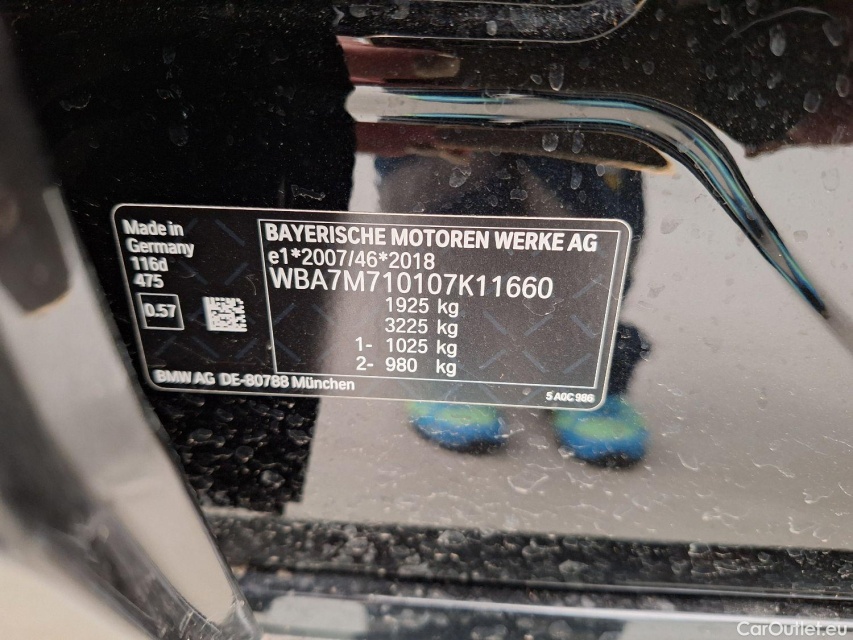 Made in
Germany
116d
475
0.57
BAYERISCHE MOTOREN WERKE AG
e1*2007/46*2018
WBA7M710107K11660
1925 kg
3225 kg
1- 1025 kg
2- 980 kg
BMW AG DE-80788 München
5 A0C 986
CarOutlet.eu